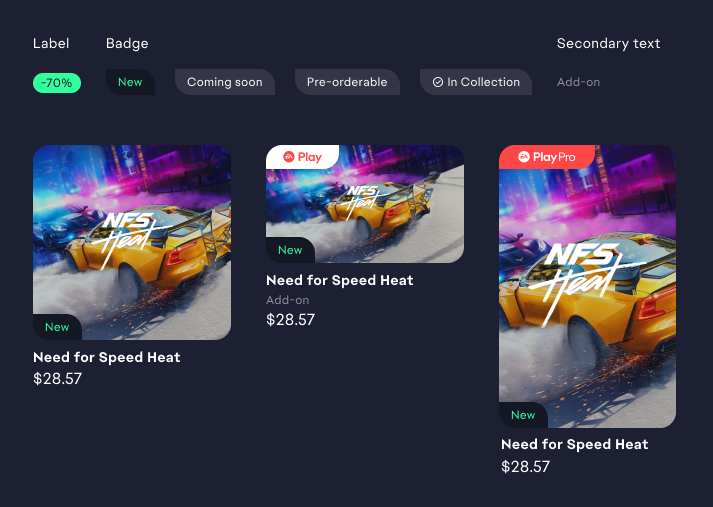 Label
Badge
Secondary text
-70%
New
Coming soon
Pre-orderable
In Collection
Add-on
NFS
Heat
New
Need for Speed Heat
$28.57
EA Play
NFS
Heat
New
Need for Speed Heat
Add-on
$28.57
EA Play Pro
NFS
Heat
New
Need for Speed Heat
$28.57